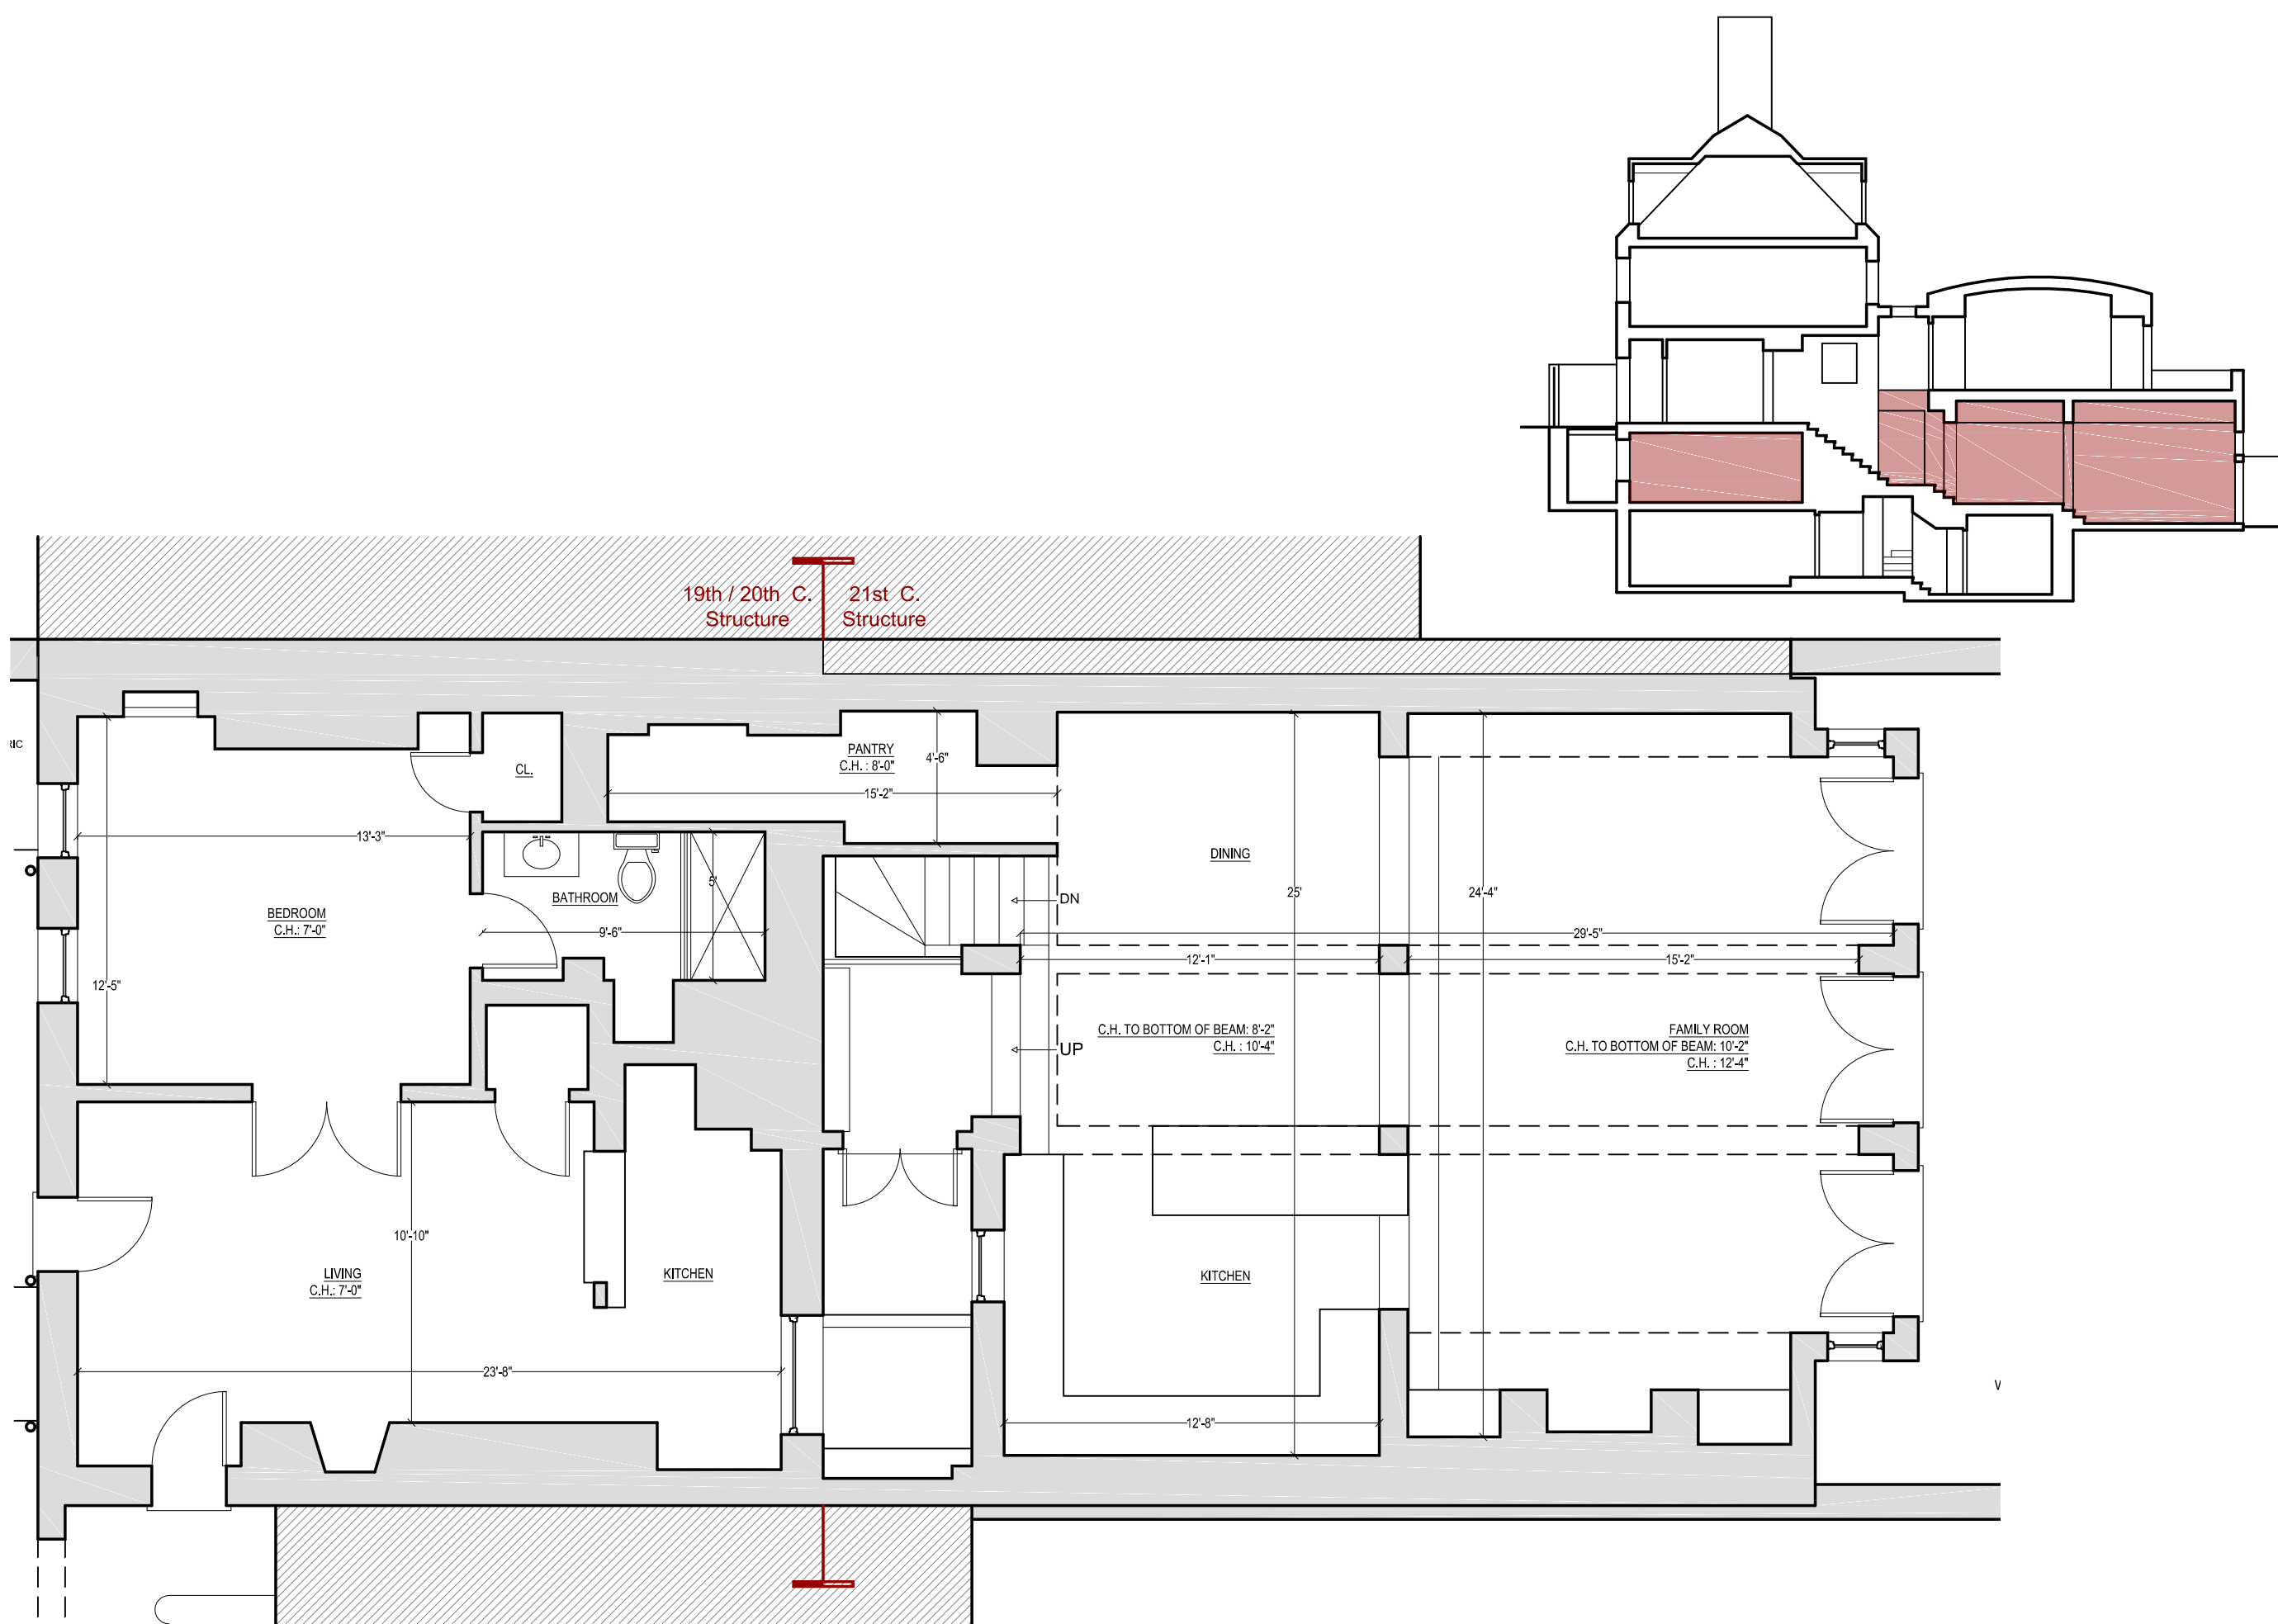 19th / 20th C.
Structure
21st C.
Structure
RIC
CL.
PANTRY
C.H. : 8'-0"
4'-6"
15'-2"
13'-3"
DINING
5'
BATHROOM
9'-6"
BEDROOM
C.H.: 7'-0"
12'-5"
DN
25'
24'-4"
29'-5"
12'-1"
15'-2"
C.H. TO BOTTOM OF BEAM: 8'-2"
C.H. : 10'-4"
UP
FAMILY ROOM
C.H. TO BOTTOM OF BEAM: 10'-2"
C.H. : 12'-4"
10'-10"
LIVING
C.H.: 7'-0"
KITCHEN
KITCHEN
23'-8"
12'-8"